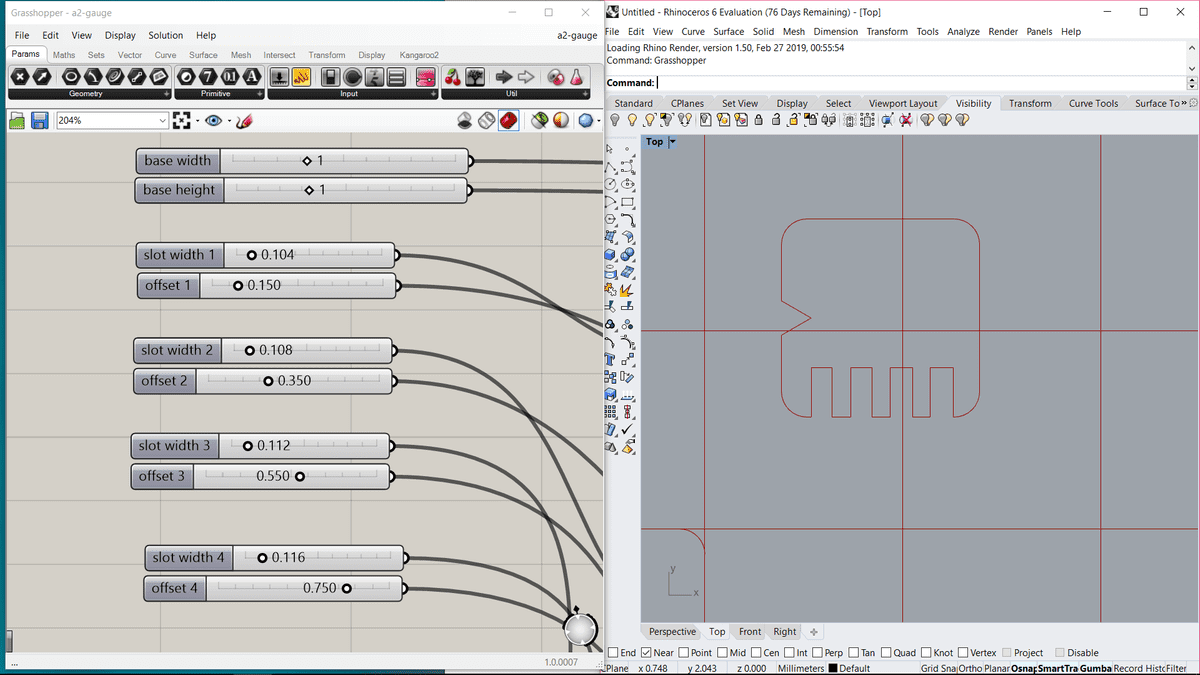 Grasshopper - a2-gauge
File Edit View Display Solution Help a2-gauge
Params Maths Sets Vector Curve Surface Mesh Intersect Transform Display Kangaroo2
Geometry Primitive Input Util
204%
base width 1
base height 1
slot width 1 0.104
offset 1 0.150
slot width 2 0.108
offset 2 0.350
slot width 3 0.112
offset 3 0.550
slot width 4 0.116
offset 4 0.750
... 1.0.0007
Untitled - Rhinoceros 6 Evaluation (76 Days Remaining) - [Top]
File Edit View Curve Surface Solid Mesh Dimension Transform Tools Analyze Render Panels Help
Loading Rhino Render, version 1.50, Feb 27 2019, 00:55:54
Command: Grasshopper
Command:
Standard CPlanes Set View Display Select Viewport Layout Visibility Transform Curve Tools Surface To
Top
y
x
Perspective Top Front Right
End Near Point Mid Cen Int Perp Tan Quad Knot Vertex Project Disable
CPlane x 0.748 y 2.043 z 0.000 Millimeters Default Grid Sna Ortho Planar Osnap SmartTra Gumba Record Histo Filter